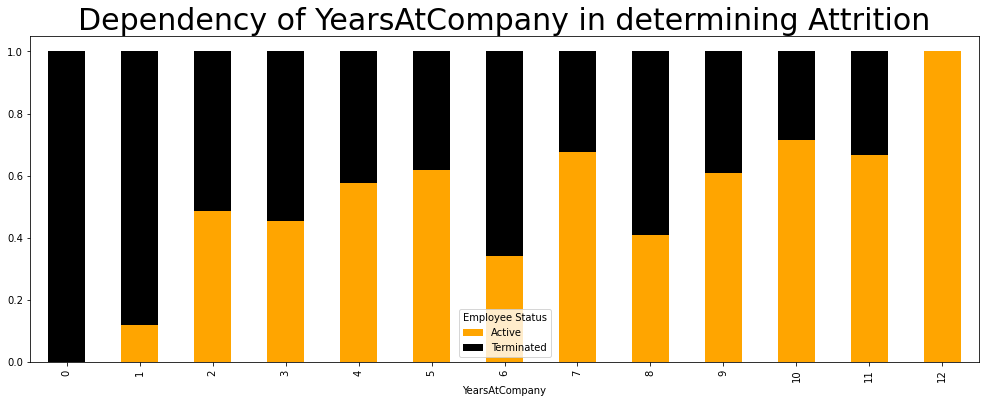 Dependency of YearsAtCompany in determining Attrition
1.0
0.8
0.6
0.4
0.2
0.0
Employee Status
Active
Terminated
0 1 2 3 4 5 6 7 8 9 10 11 12
YearsAtCompany